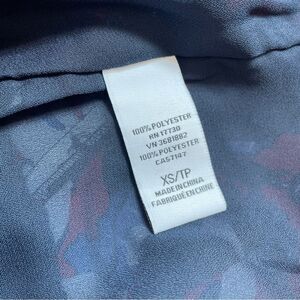 100% POLYESTER
RN 17730
VN 3681882
100% POLYESTER
CA57147
XS/TP
MADE IN CHINA
FABRIQUÉ EN CHINE